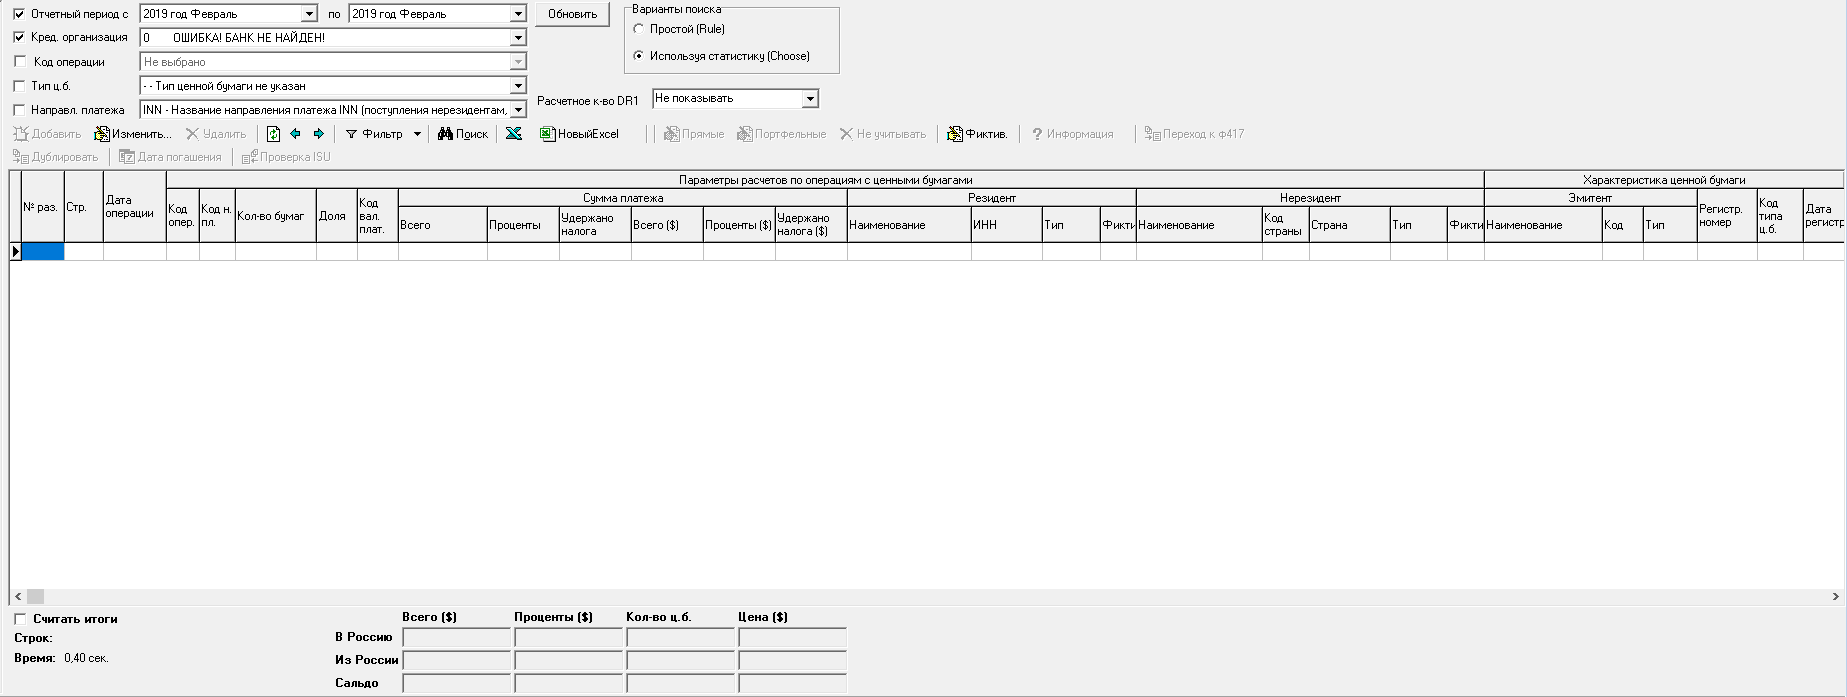 Отчетный период с 2019 год Февраль по 2019 год Февраль Обновить
Варианты поиска
Простой (Rule)
Используя статистику (Choose)
Кред. организация 0 ОШИБКА! БАНК НЕ НАЙДЕН!
Код операции Не выбрано
Тип ц.б. - - Тип ценной бумаги не указан
Направл. платежа INN - Название направления платежа INN (поступления нерезидентам,
Расчетное к-во DR1 Не показывать
Добавить Изменить... Удалить Фильтр Поиск НовыйExcel Прямые Портфельные Не учитывать Фиктив. Информация Переход к ф417
Дублировать Дата погашения Проверка ISU
Параметры расчетов по операциям с ценными бумагами Характеристика ценной бумаги
Сумма платежа Резидент Нерезидент Эмитент
№ раз. Стр. Дата операции Код опер. Код н. пл. Кол-во бумаг Доля Код вал. плат. Всего Проценты Удержано налога Всего ($) Проценты ($) Удержано налога ($) Наименование ИНН Тип Фикти Наименование Код страны Страна Тип Фикти Наименование Код Тип Регистр. номер Код типа ц.б. Дата регистр
Считать итоги
Строк:
Время: 0,40 сек.
Всего ($) Проценты ($) Кол-во ц.б. Цена ($)
В Россию
Из России
Сальдо